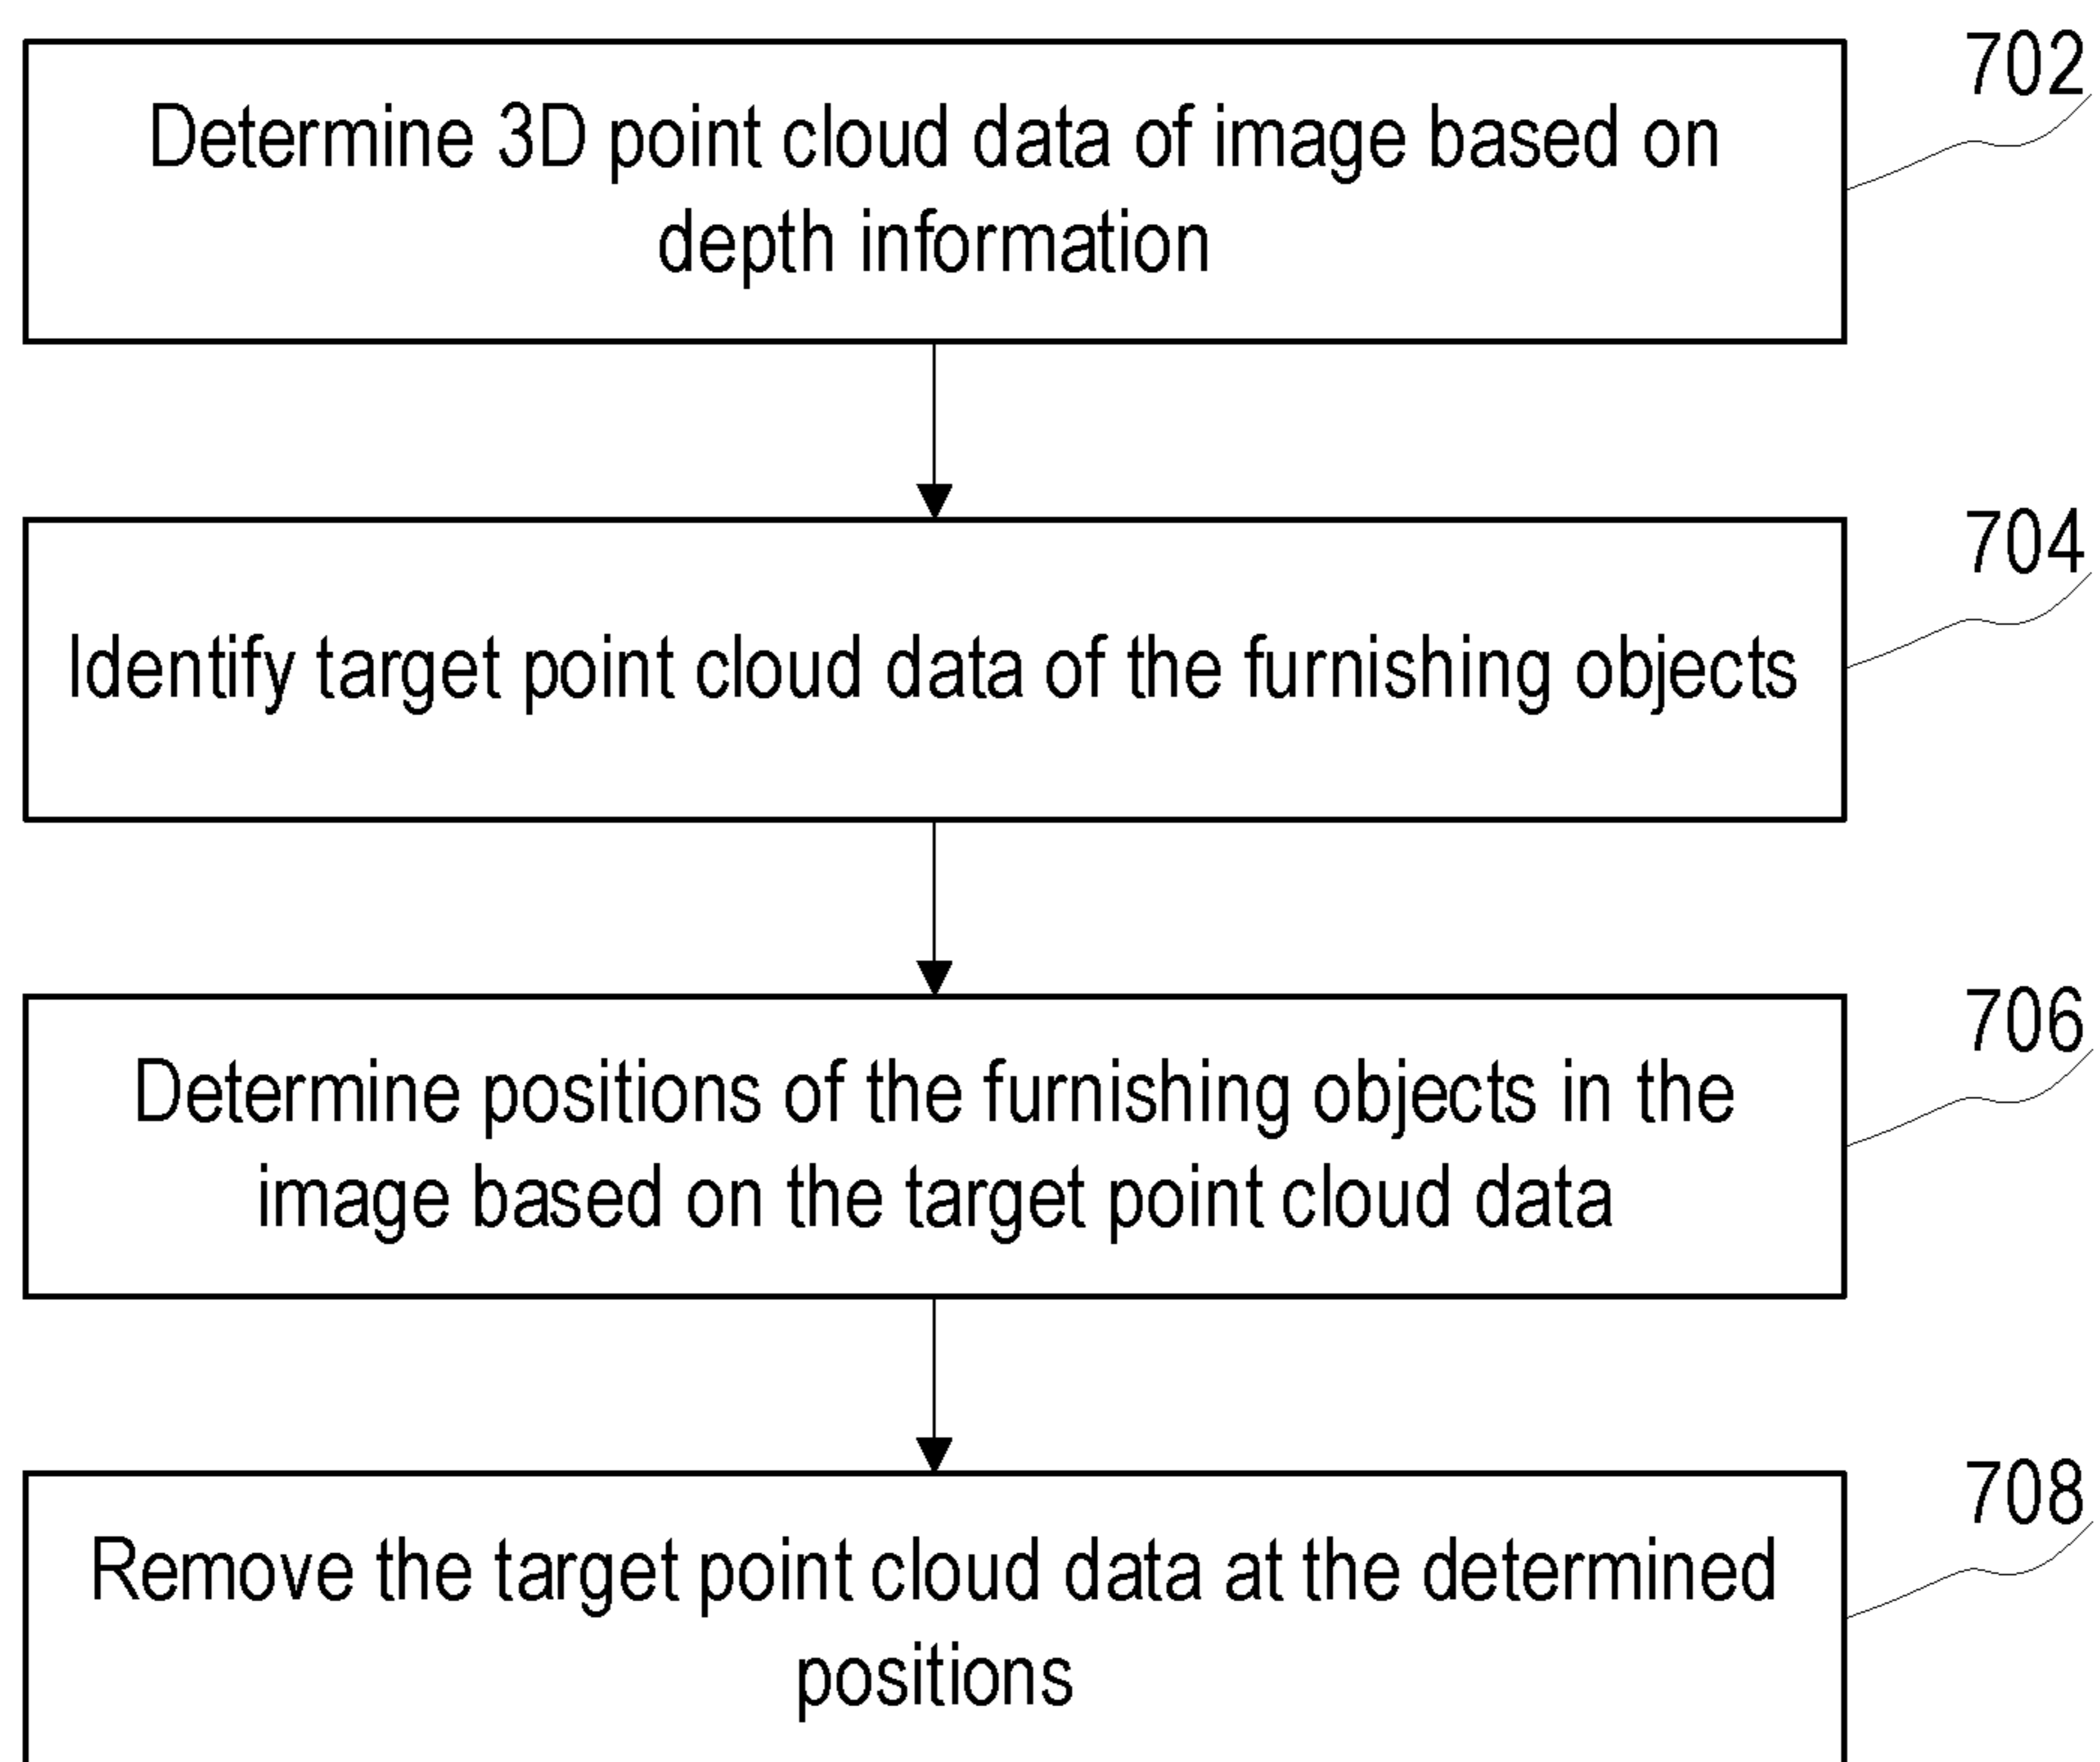 702
Determine 3D point cloud data of image based on
depth information
704
Identify target point cloud data of the furnishing objects
706
Determine positions of the furnishing objects in the
image based on the target point cloud data
708
Remove the target point cloud data at the determined
positions